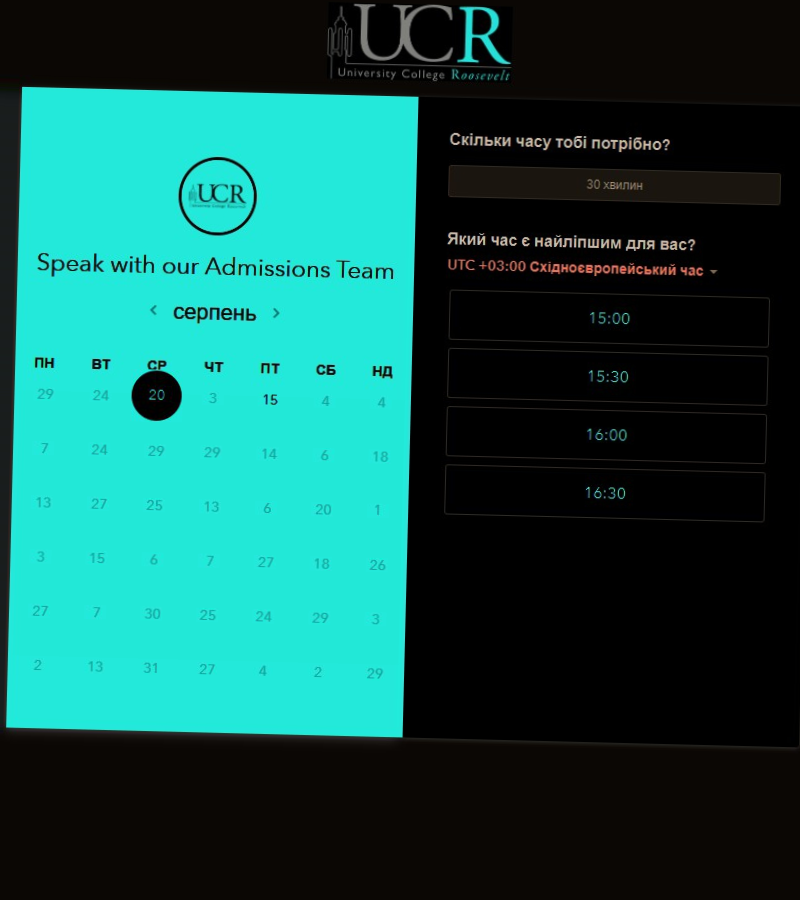 UCR
University College Roosevelt
UCR
Speak with our Admissions Team
серпень
ПН ВТ СР ЧТ ПТ СБ НД
29 24 20 3 15 4 4
7 24 29 29 14 6 18
13 27 25 13 6 20 1
3 15 6 7 27 18 26
27 7 30 25 24 29 3
2 13 31 27 4 2 29
Скільки часу тобі потрібно?
30 хвилин
Який час є найліпшим для вас?
UTC +03:00 Східноєвропейський час
15:00
15:30
16:00
16:30